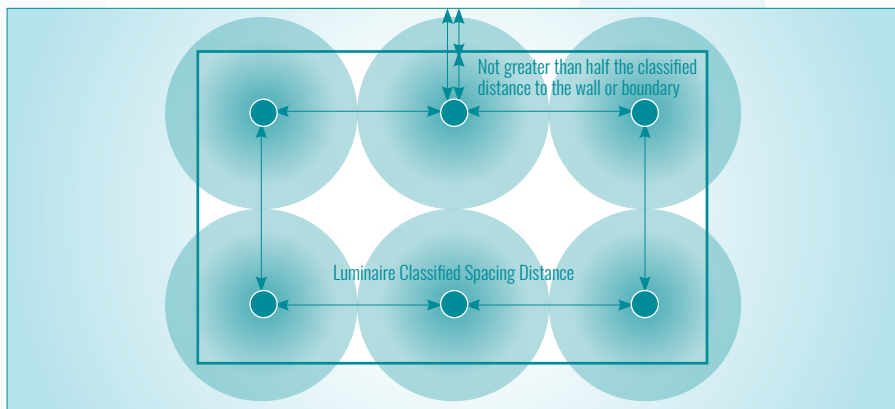 Not greater than half the classified
distance to the wall or boundary
Luminaire Classified Spacing Distance